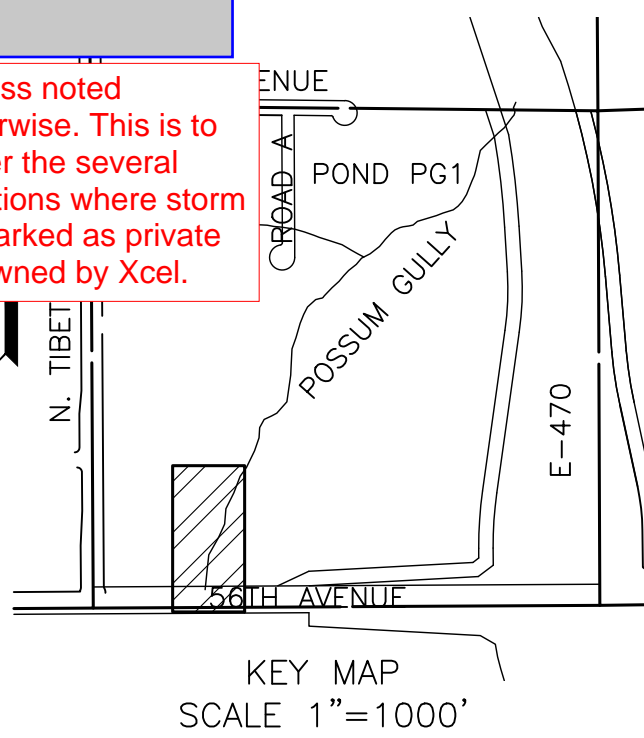 ss noted
rwise. This is to
er the several
tions where storm
arked as private
wned by Xcel.
ENUE
ROAD A
POND PG1
POSSUM GULLY
N. TIBET
E-470
56TH AVENUE
KEY MAP
SCALE 1"=1000'